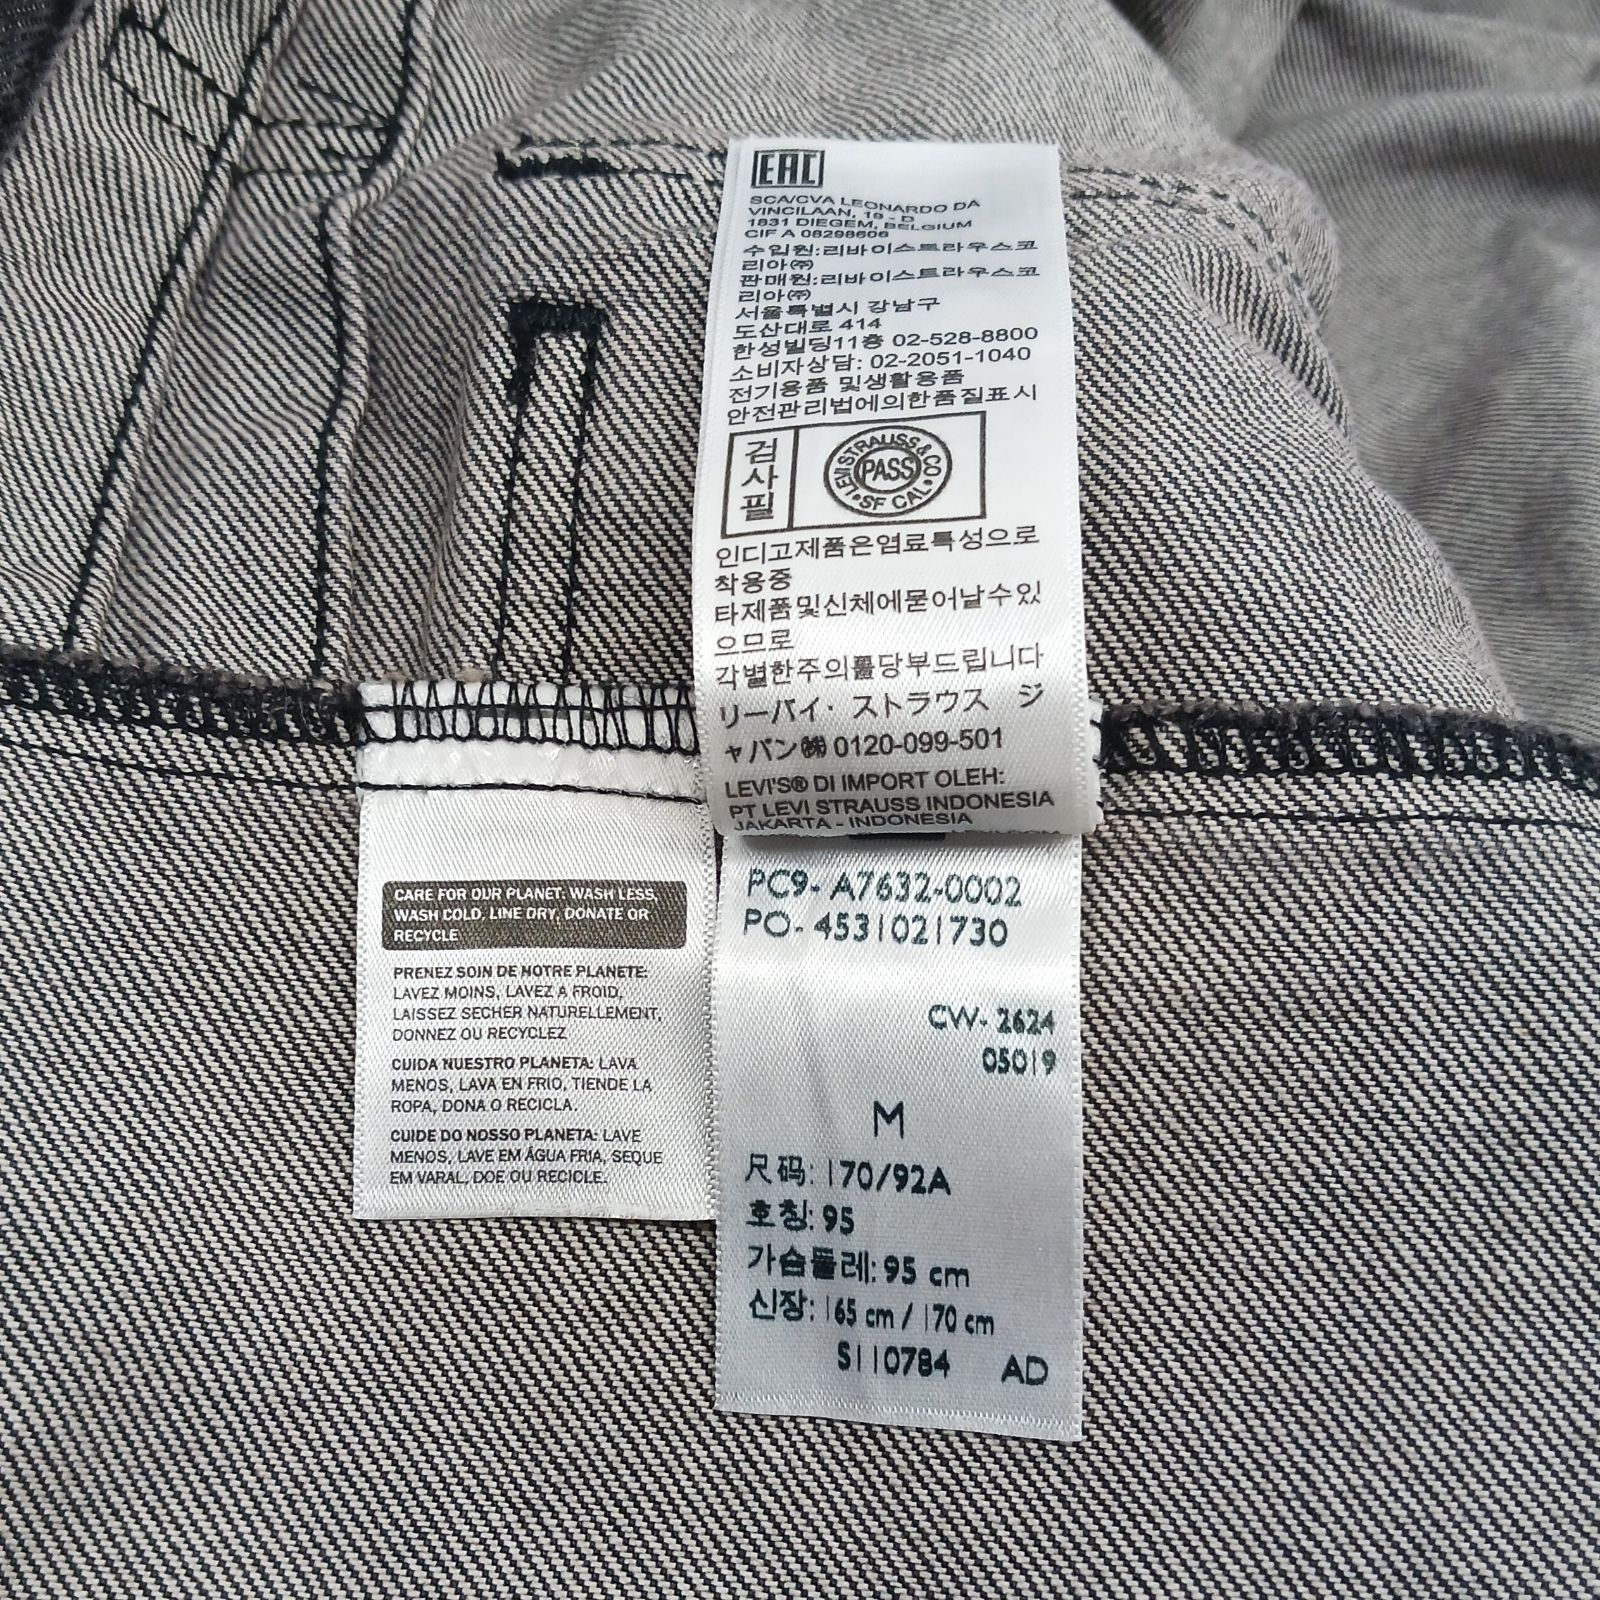 EAC
SCA/CVA LEONARDO DA
VINCILAAN, 19 - D
1831 DIEGEM, BELGIUM
CIF A 08298606
수입원:리바이스트라우스코
리아㈜
판매원:리바이스트라우스코
리아㈜
서울특별시 강남구
도산대로 414
한성빌딩11층 02-528-8800
소비자상담: 02-2051-1040
전기용품 및생활용품
안전관리법에의한품질표시
검사필
LEVI STRAUSS & CO
PASS
SF CAL
인디고제품은염료특성으로
착용중
타제품및신체에묻어날수있
으므로
각별한주의를당부드립니다
リーバイ・ストラウス ジ
ャパン㈱ 0120-099-501
LEVI'S® DI IMPORT OLEH:
PT LEVI STRAUSS INDONESIA
JAKARTA - INDONESIA
CARE FOR OUR PLANET: WASH LESS,
WASH COLD, LINE DRY, DONATE OR
RECYCLE
PRENEZ SOIN DE NOTRE PLANETE:
LAVEZ MOINS, LAVEZ A FROID,
LAISSEZ SECHER NATURELLEMENT,
DONNEZ OU RECYCLEZ
CUIDA NUESTRO PLANETA: LAVA
MENOS, LAVA EN FRIO, TIENDE LA
ROPA, DONA O RECICLA.
CUIDE DO NOSSO PLANETA: LAVE
MENOS, LAVE EM ÁGUA FRIA, SEQUE
EM VARAL, DOE OU RECICLE.
PC9- A7632-0002
PO- 4531021730
CW- 2624
05019
M
尺码: 170/92A
호칭: 95
가슴둘레: 95 cm
신장: 165 cm / 170 cm
S110784 AD